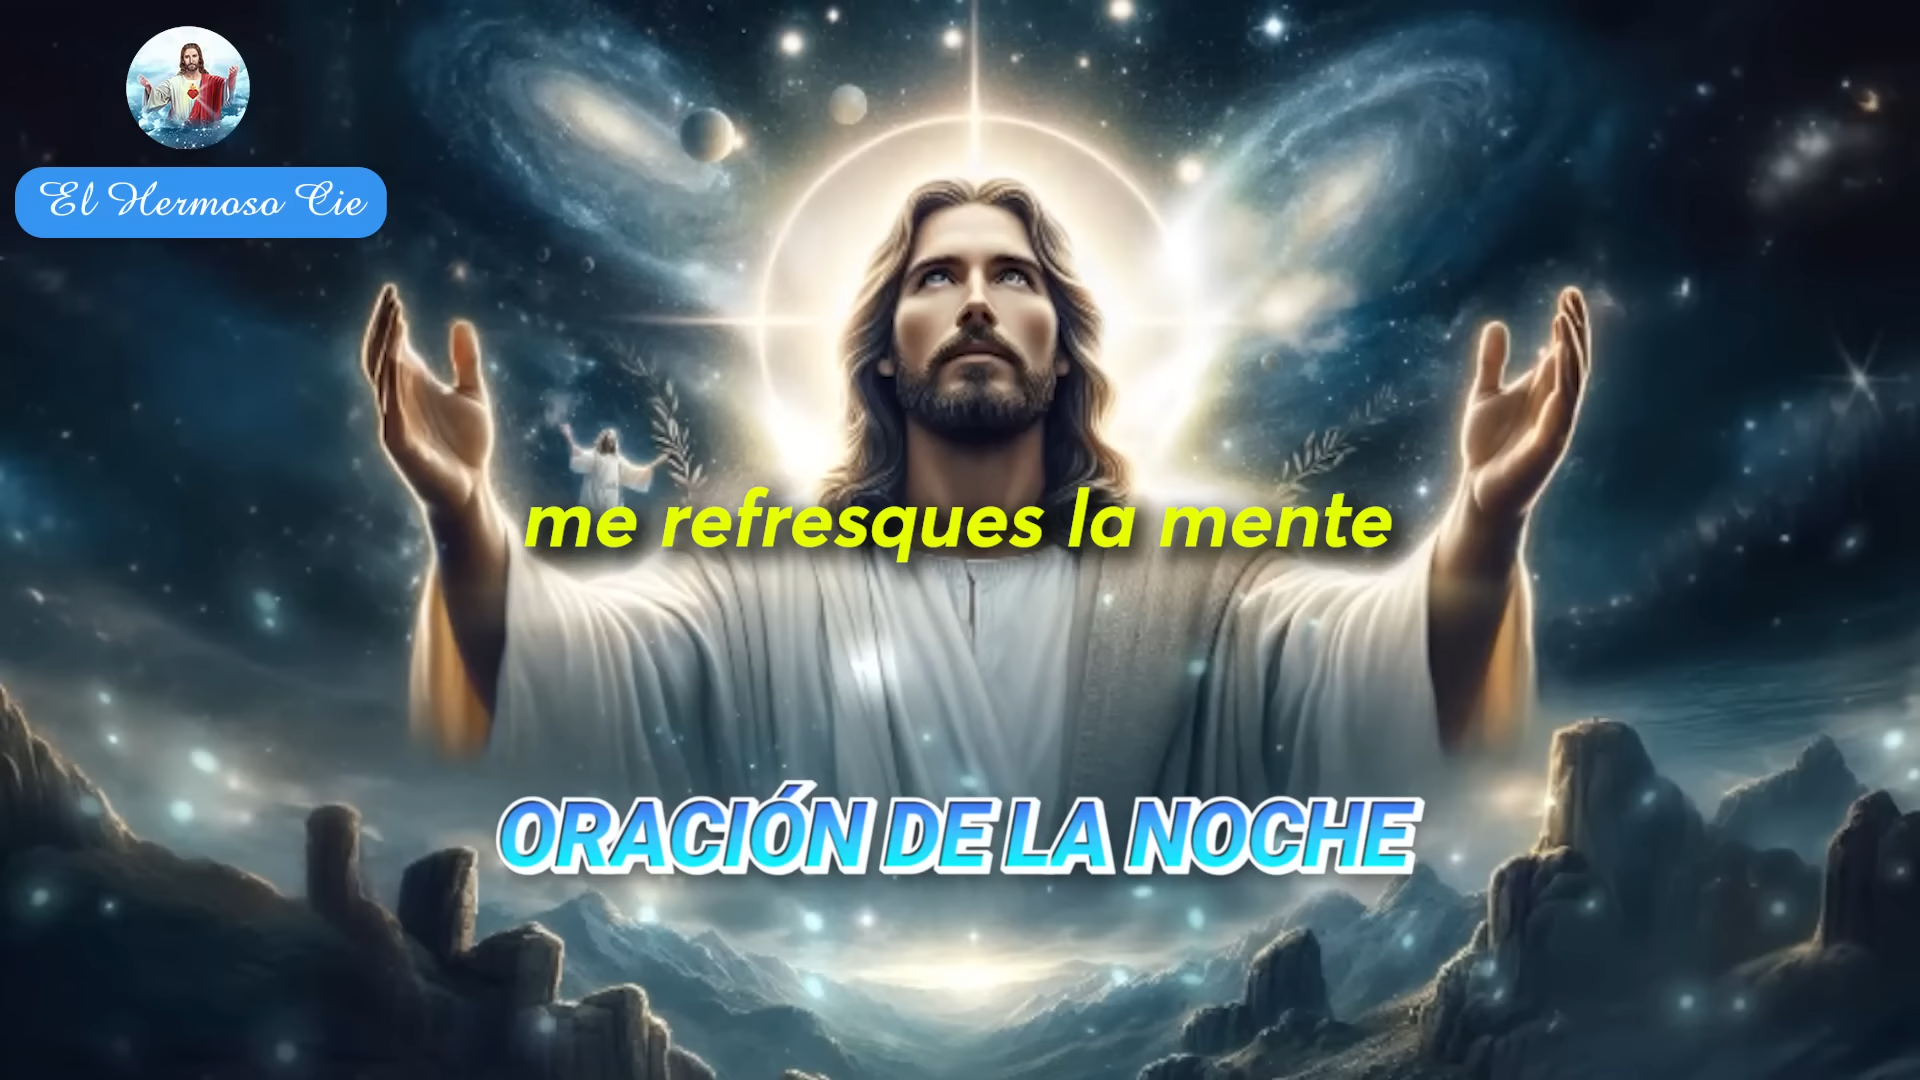 El Hermoso Cie
me refresques la mente
ORACIÓN DE LA NOCHE